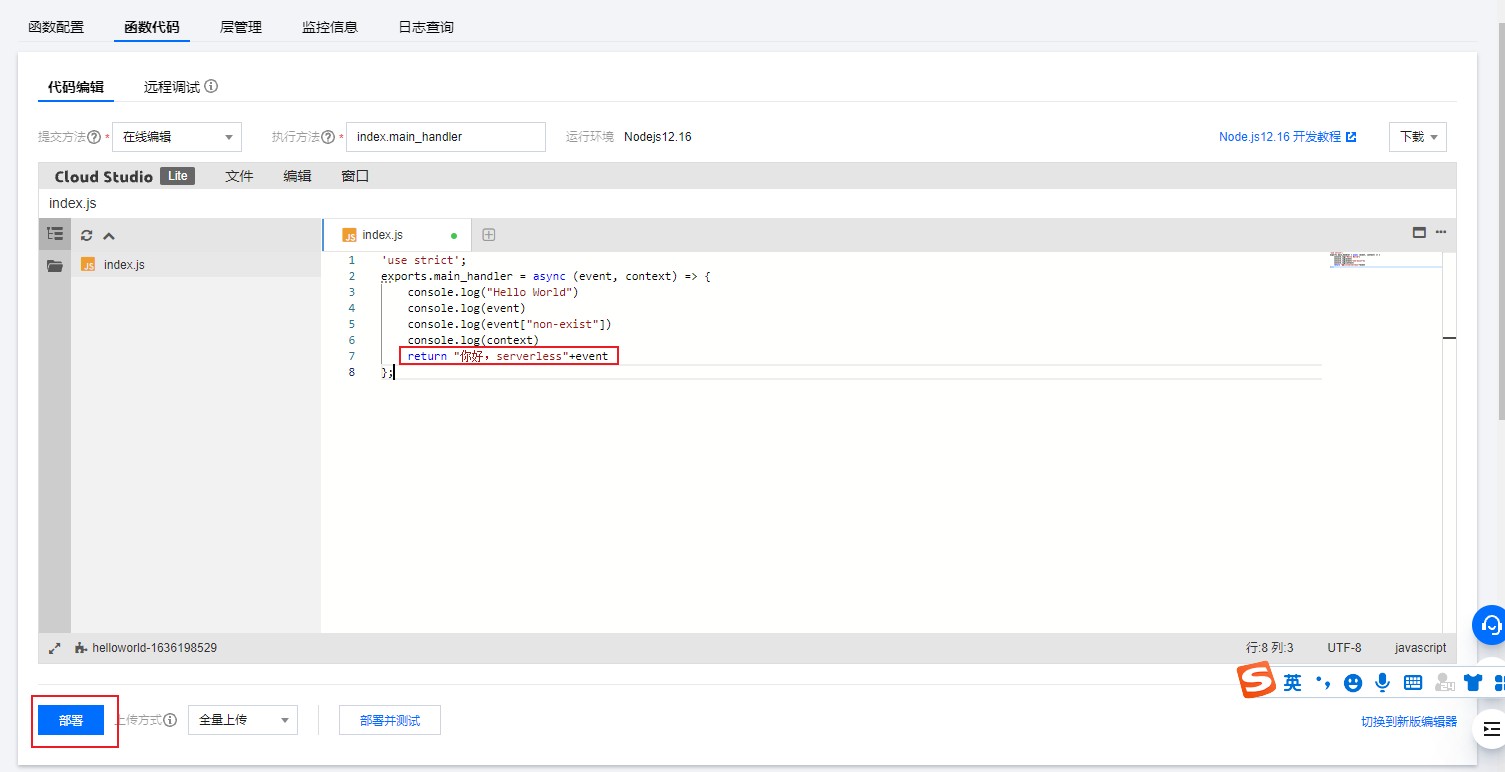 函数配置 函数代码 层管理 监控信息 日志查询
代码编辑 远程调试
提交方法 * 在线编辑 执行方法 * index.main_handler 运行环境 Nodejs12.16 Node.js12.16 开发教程 下载
Cloud Studio Lite 文件 编辑 窗口
index.js
JS index.js
JS index.js
1 'use strict';
2 exports.main_handler = async (event, context) => {
3 console.log("Hello World")
4 console.log(event)
5 console.log(event["non-exist"])
6 console.log(context)
7 return "你好，serverless"+event
8 };
helloworld-1636198529 行:8 列:3 UTF-8 javascript
S 英
部署 上传方式 全量上传 部署并测试 切换到新版编辑器